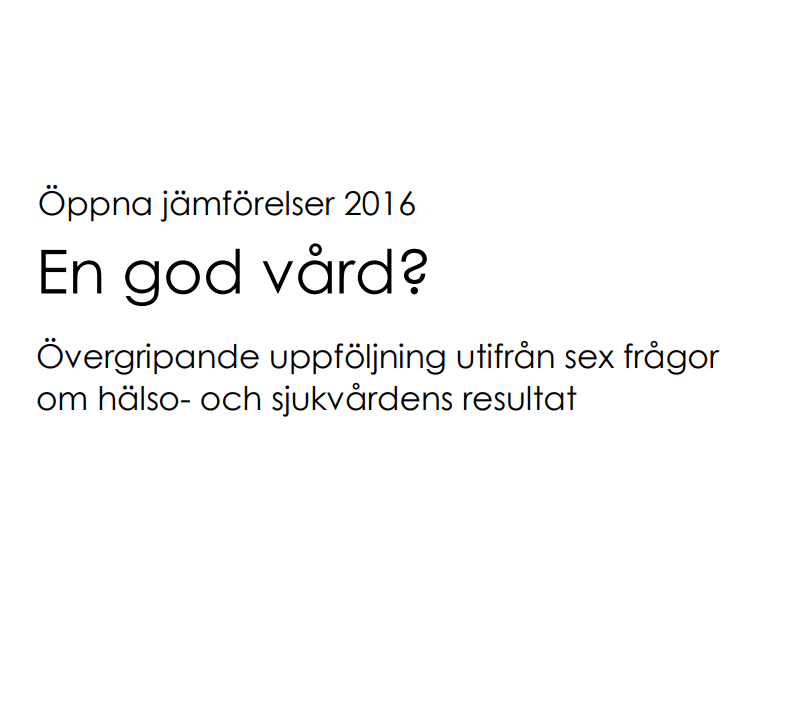 Öppna jämförelser 2016
En god vård?
Övergripande uppföljning utifrån sex frågor
om hälso- och sjukvårdens resultat